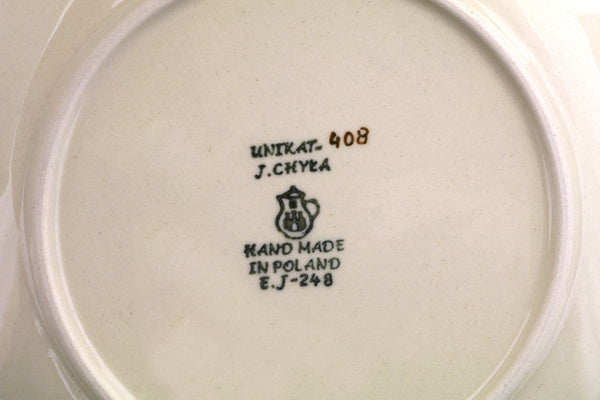 UNIKAT-408
J.CHYŁA
HAND MADE
IN POLAND
E.J-248